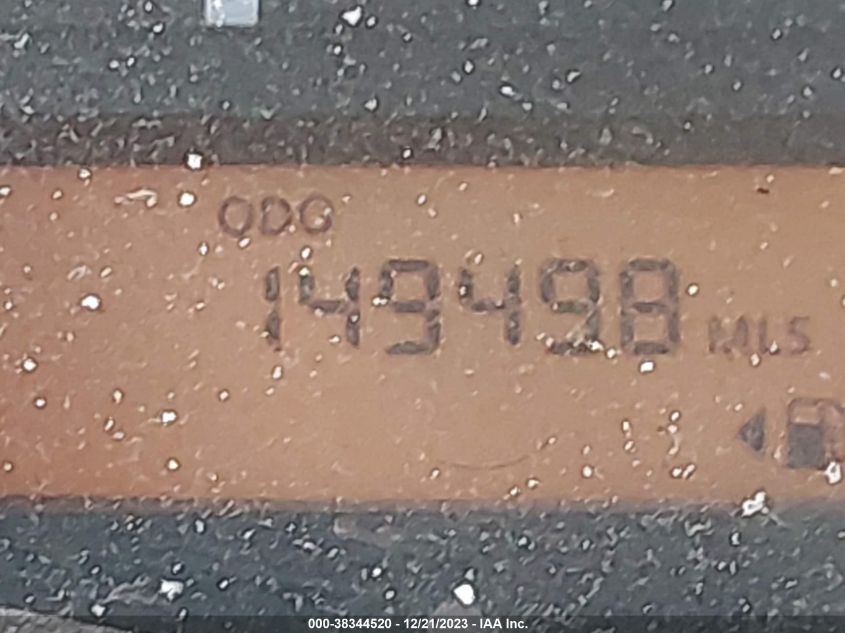 ODO
149498 MLS
000-38344520 - 12/21/2023 - IAA Inc.